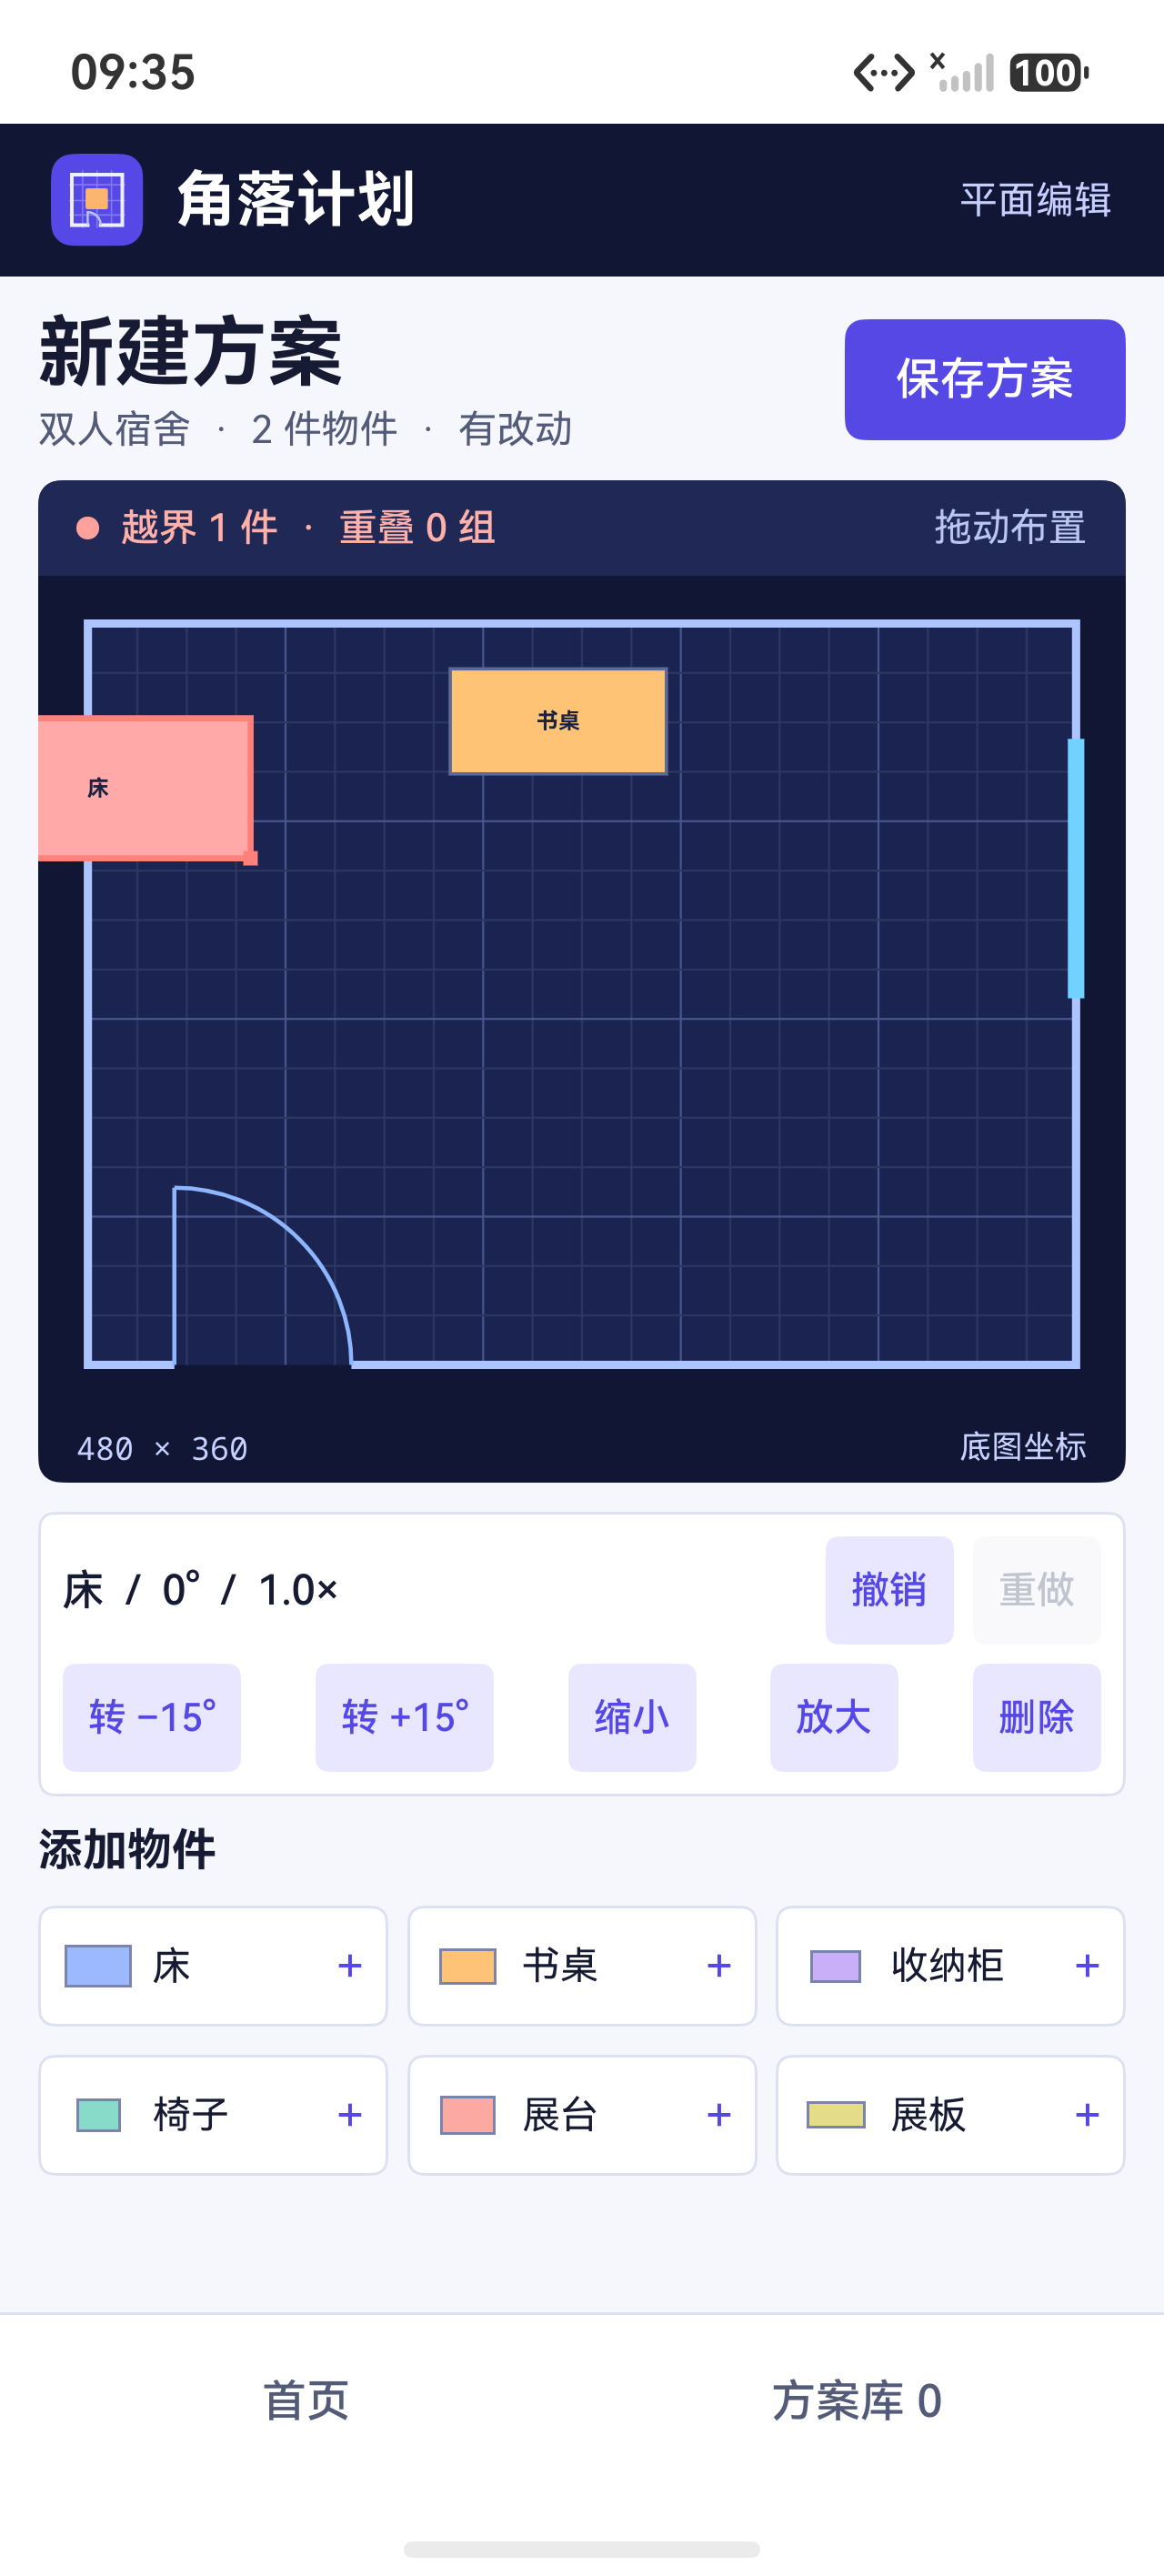 09:35
100
角落计划
平面编辑
新建方案
保存方案
双人宿舍 · 2 件物件 · 有改动
越界 1 件 · 重叠 0 组
拖动布置
书桌
床
480 × 360
底图坐标
床 / 0° / 1.0×
撤销
重做
转 −15°
转 +15°
缩小
放大
删除
添加物件
床 +
书桌 +
收纳柜 +
椅子 +
展台 +
展板 +
首页
方案库 0